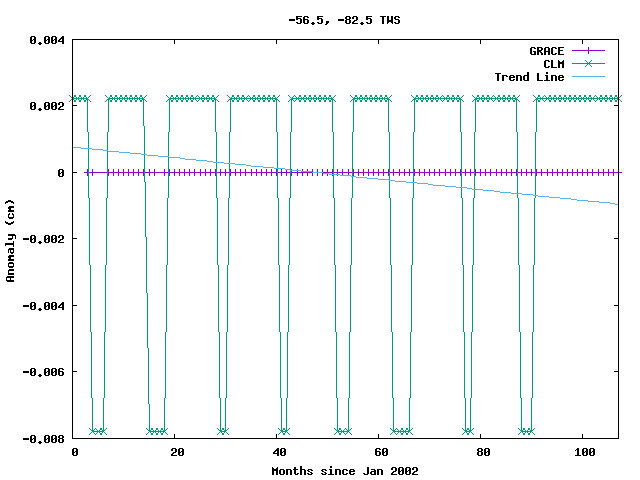 -56.5, -82.5 TWS
0.004
0.002
0
-0.002
-0.004
-0.006
-0.008
Anomaly (cm)
GRACE
CLM
Trend Line
0 20 40 60 80 100
Months since Jan 2002